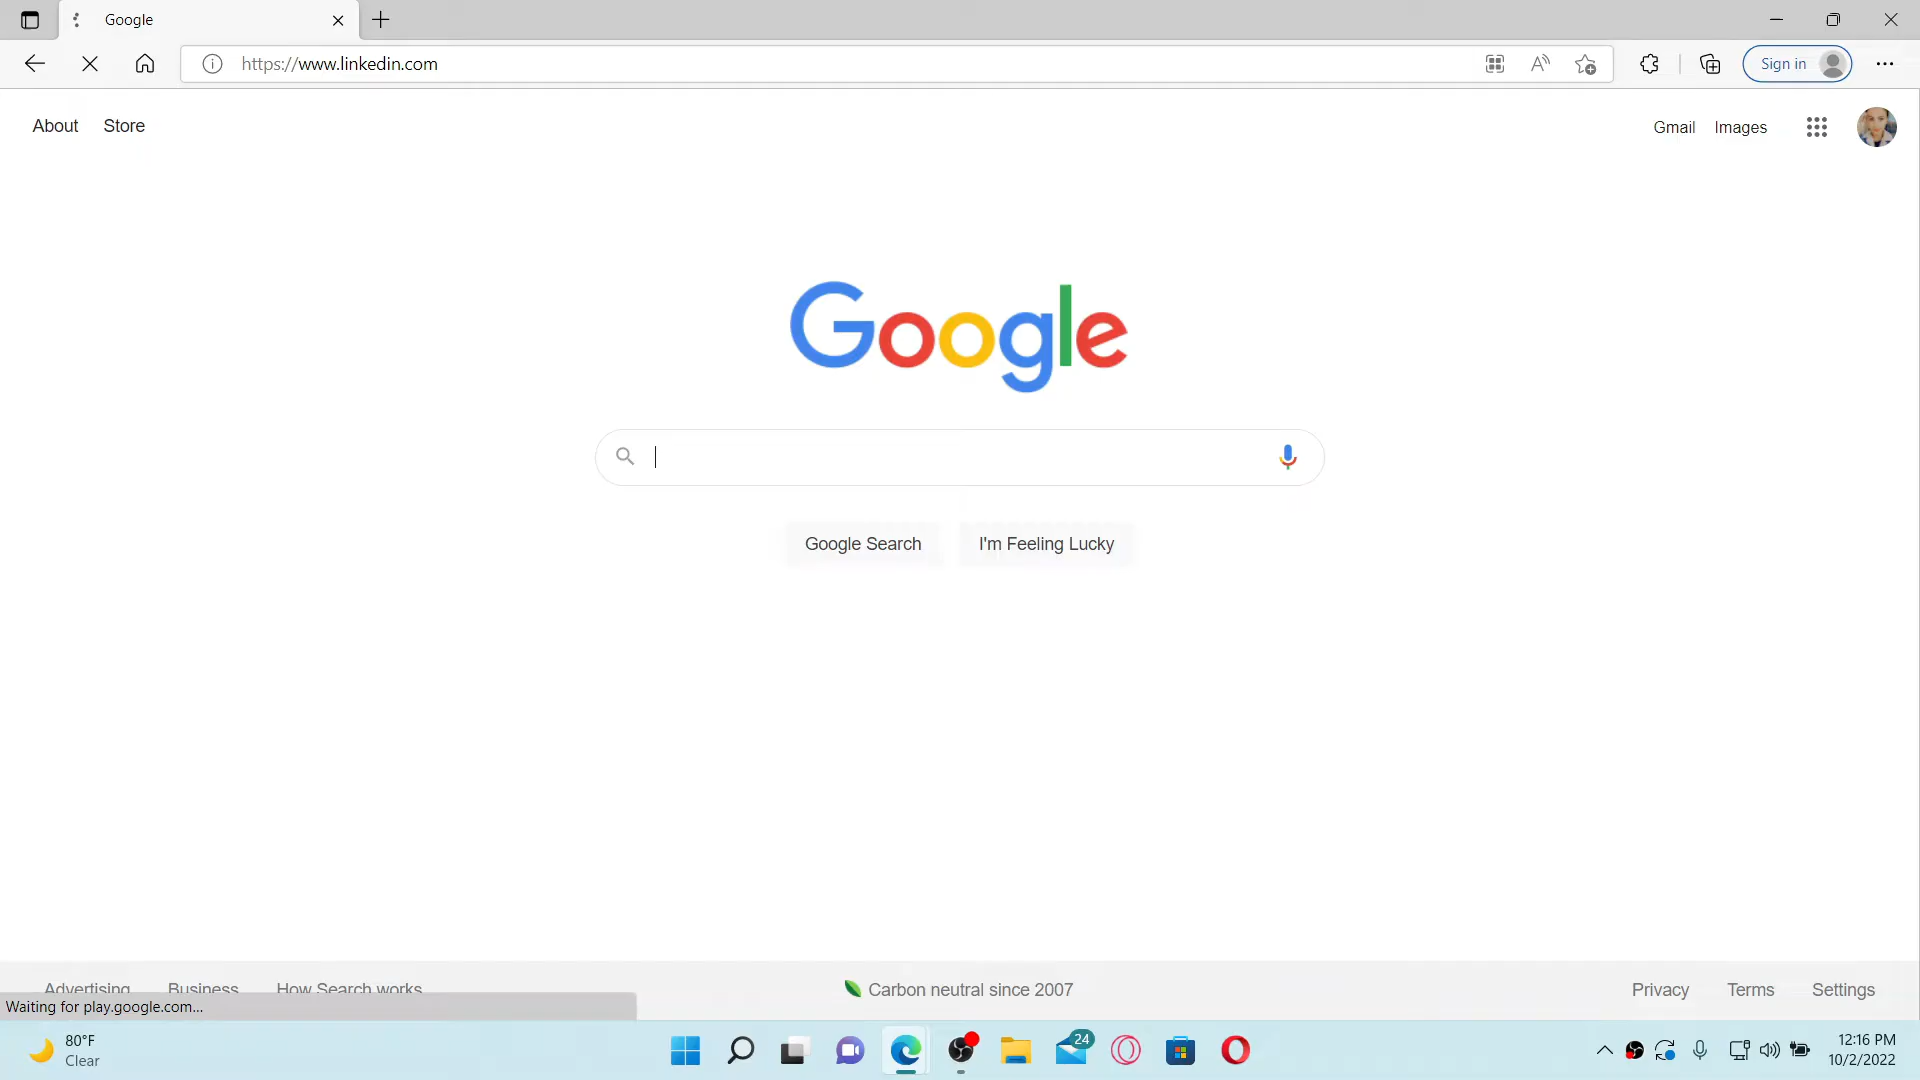 Google
https://www.linkedin.com
Sign in
About Store
Gmail Images
Google
Google Search I'm Feeling Lucky
Advertising Business How Search works
Carbon neutral since 2007
Privacy Terms Settings
Waiting for play.google.com...
80°F
Clear
24
12:16 PM
10/2/2022